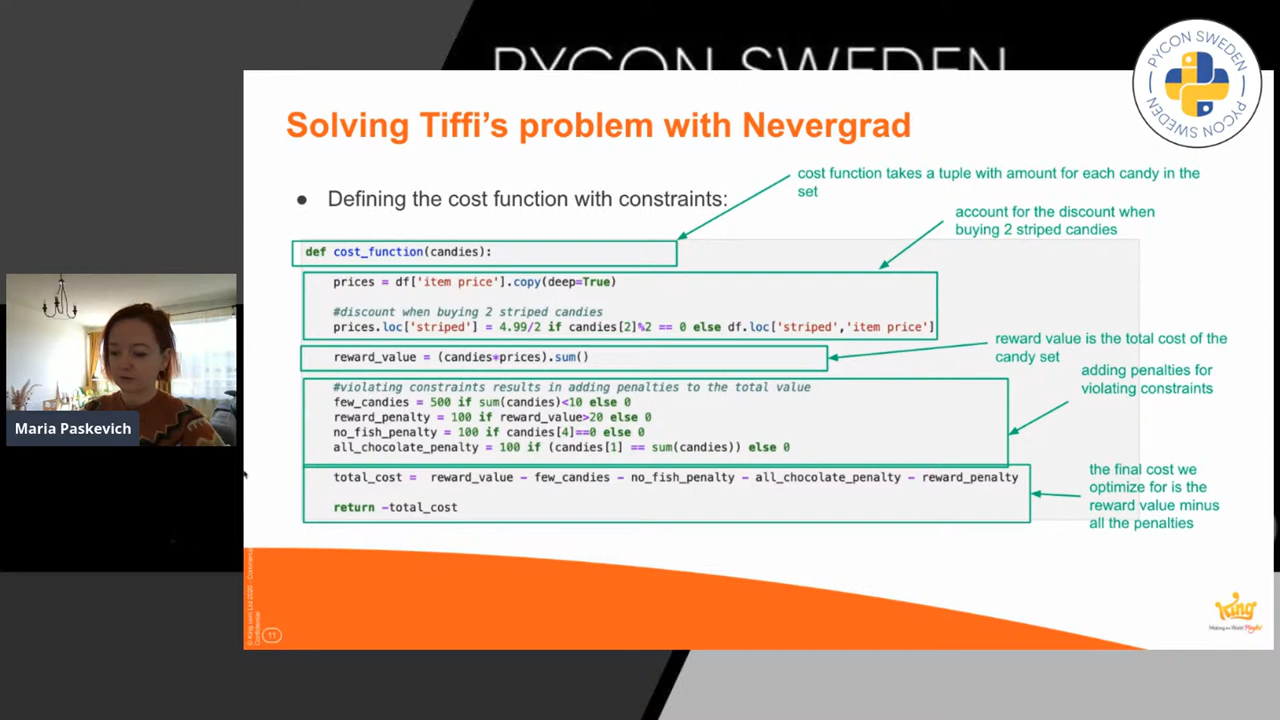 PYCON SWEDEN
PYCON SWEDEN
PYCON SWEDEN
Solving Tiffi's problem with Nevergrad
cost function takes a tuple with amount for each candy in the
set
● Defining the cost function with constraints:
account for the discount when
buying 2 striped candies
def cost_function(candies):
prices = df['item price'].copy(deep=True)
#discount when buying 2 striped candies
prices.loc['striped'] = 4.99/2 if candies[2]%2 == 0 else df.loc['striped','item price']
reward value is the total cost of the
candy set
reward_value = (candies*prices).sum()
adding penalties for
violating constraints
#violating constraints results in adding penalties to the total value
few_candies = 500 if sum(candies)<10 else 0
reward_penalty = 100 if reward_value>20 else 0
no_fish_penalty = 100 if candies[4]==0 else 0
all_chocolate_penalty = 100 if (candies[1] == sum(candies)) else 0
Maria Paskevich
the final cost we
optimize for is the
reward value minus
all the penalties
total_cost = reward_value - few_candies - no_fish_penalty - all_chocolate_penalty - reward_penalty
return -total_cost
11
King
Making the World Playful